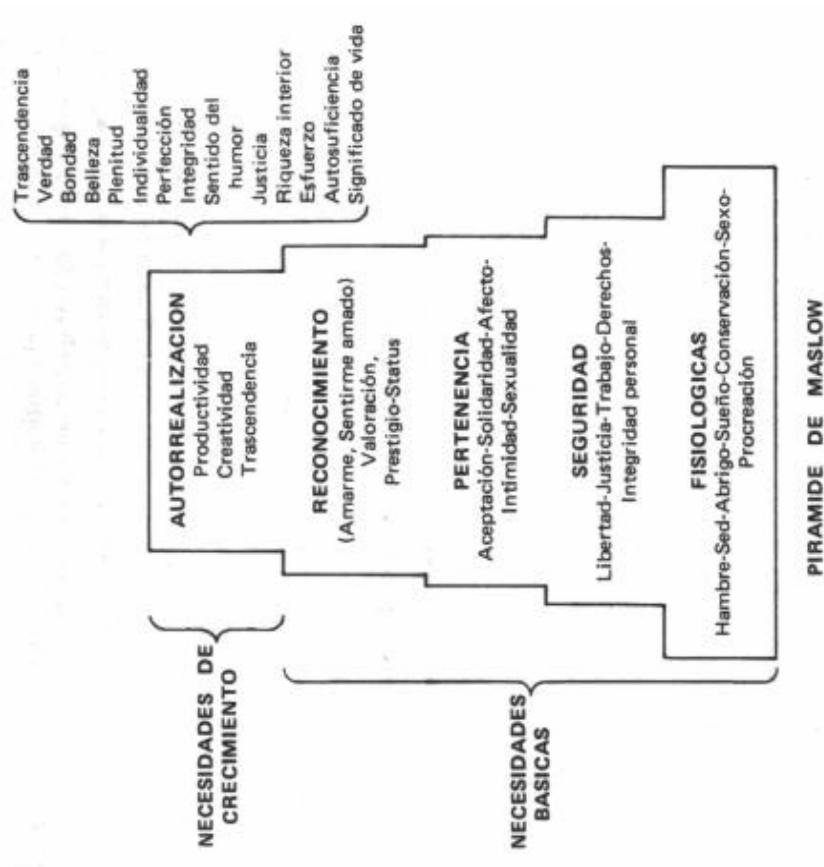 Trascendencia
Verdad
Bondad
Belleza
Plenitud
Individualidad
Perfección
Integridad
Sentido del
humor
Justicia
Riqueza interior
Esfuerzo
Autosuficiencia
Significado de vida
NECESIDADES DE
CRECIMIENTO
AUTORREALIZACION
Productividad
Creatividad
Trascendencia
NECESIDADES
BASICAS
RECONOCIMIENTO
(Amarme, Sentirme amado)
Valoración,
Prestigio-Status
PERTENENCIA
Aceptación-Solidaridad-Afecto-
Intimidad-Sexualidad
SEGURIDAD
Libertad-Justicia-Trabajo-Derechos-
Integridad personal
FISIOLOGICAS
Hambre-Sed-Abrigo-Sueño-Conservación-Sexo-
Procreación
PIRAMIDE DE MASLOW